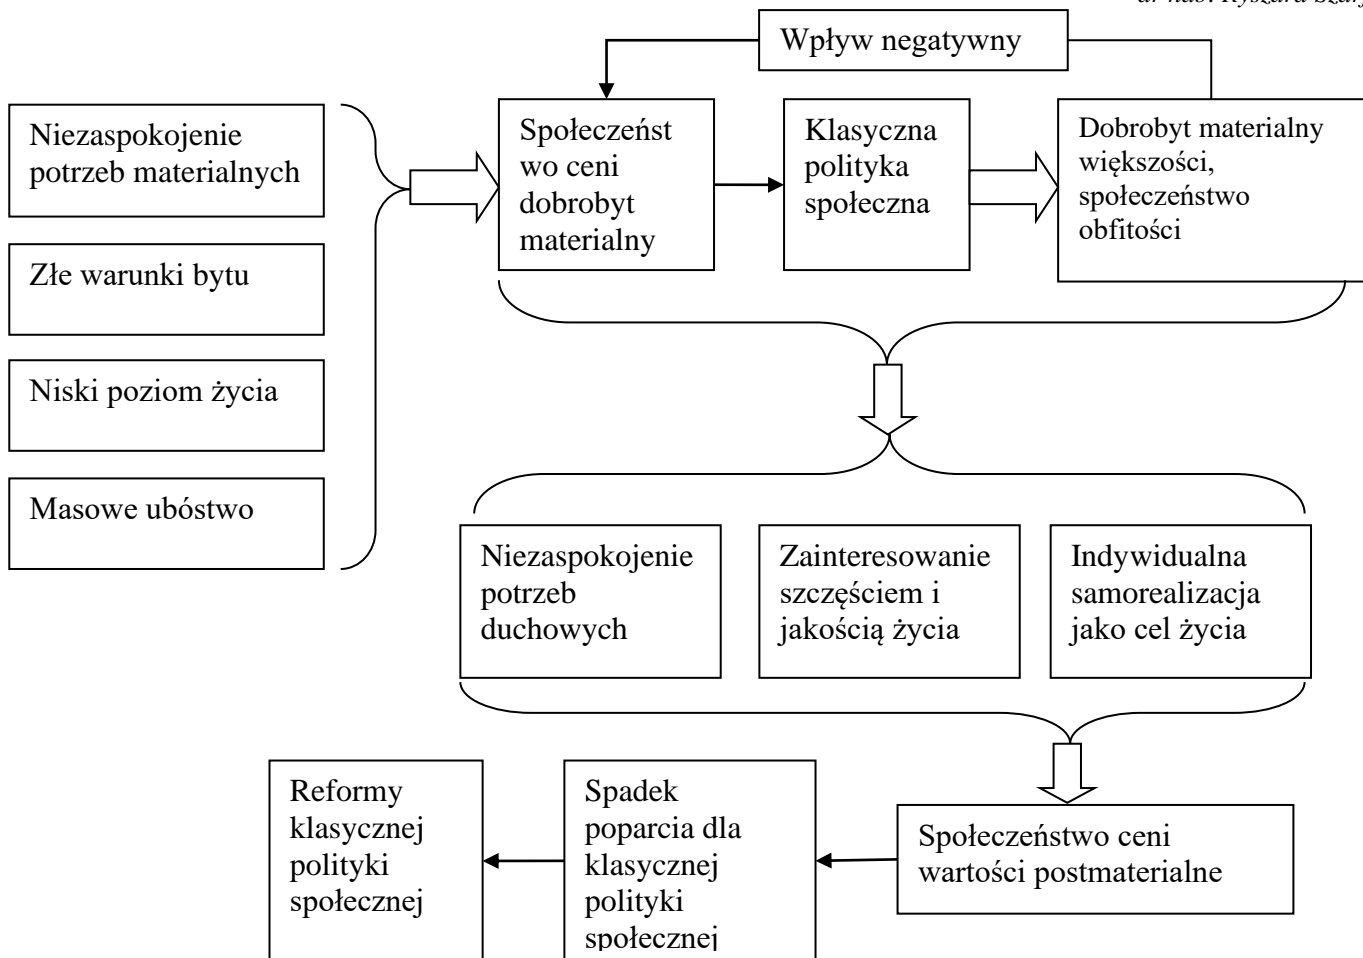 Wpływ negatywny
Niezaspokojenie
potrzeb materialnych
Złe warunki bytu
Niski poziom życia
Masowe ubóstwo
Społeczeńst
wo ceni
dobrobyt
materialny
Klasyczna
polityka
społeczna
Dobrobyt materialny
większości,
społeczeństwo
obfitości
Niezaspokojenie
potrzeb
duchowych
Zainteresowanie
szczęściem i
jakością życia
Indywidualna
samorealizacja
jako cel życia
Społeczeństwo ceni
wartości postmaterialne
Spadek
poparcia dla
klasycznej
polityki
społecznej
Reformy
klasycznej
polityki
społecznej